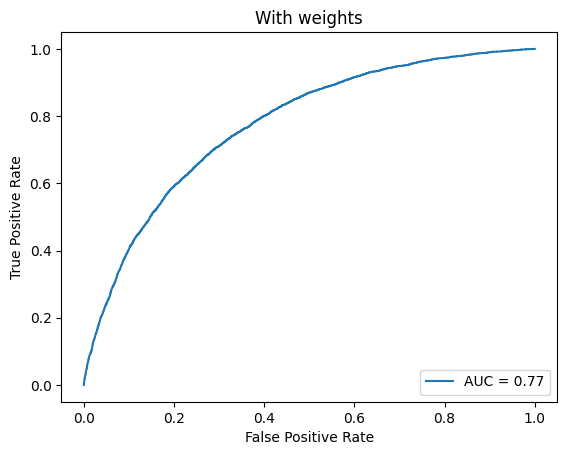 With weights
1.0
0.8
0.6
0.4
0.2
0.0
True Positive Rate
AUC = 0.77
0.0 0.2 0.4 0.6 0.8 1.0
False Positive Rate